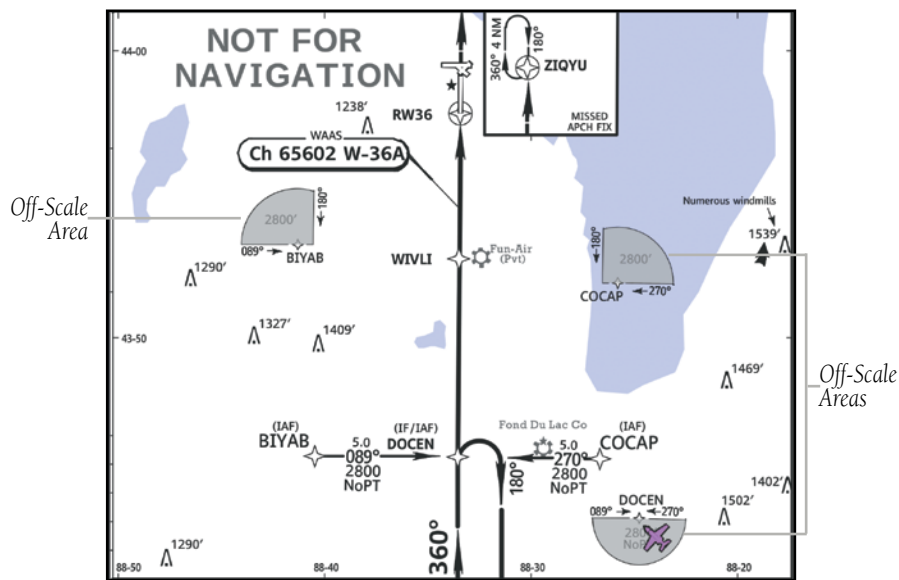 NOT FOR
NAVIGATION
44-00
360° 4 NM
180°
ZIQYU
MISSED
APCH FIX
RW36
1238'
WAAS
Ch 65602 W-36A
Off-Scale
Area
2800'
180°
089°
BIYAB
WIVLI
Fun-Air
(Pvt)
Numerous windmills
1539'
180°
2800'
COCAP
270°
1290'
1327'
1409'
43-50
1469'
Off-Scale
Areas
(IAF)
BIYAB
5.0
089°
2800
NoPT
(IF/IAF)
DOCEN
Fond Du Lac Co
5.0
270°
2800
NoPT
(IAF)
COCAP
180°
360°
1402'
1502'
DOCEN
089°
270°
1290'
88-50
88-40
88-30
88-20